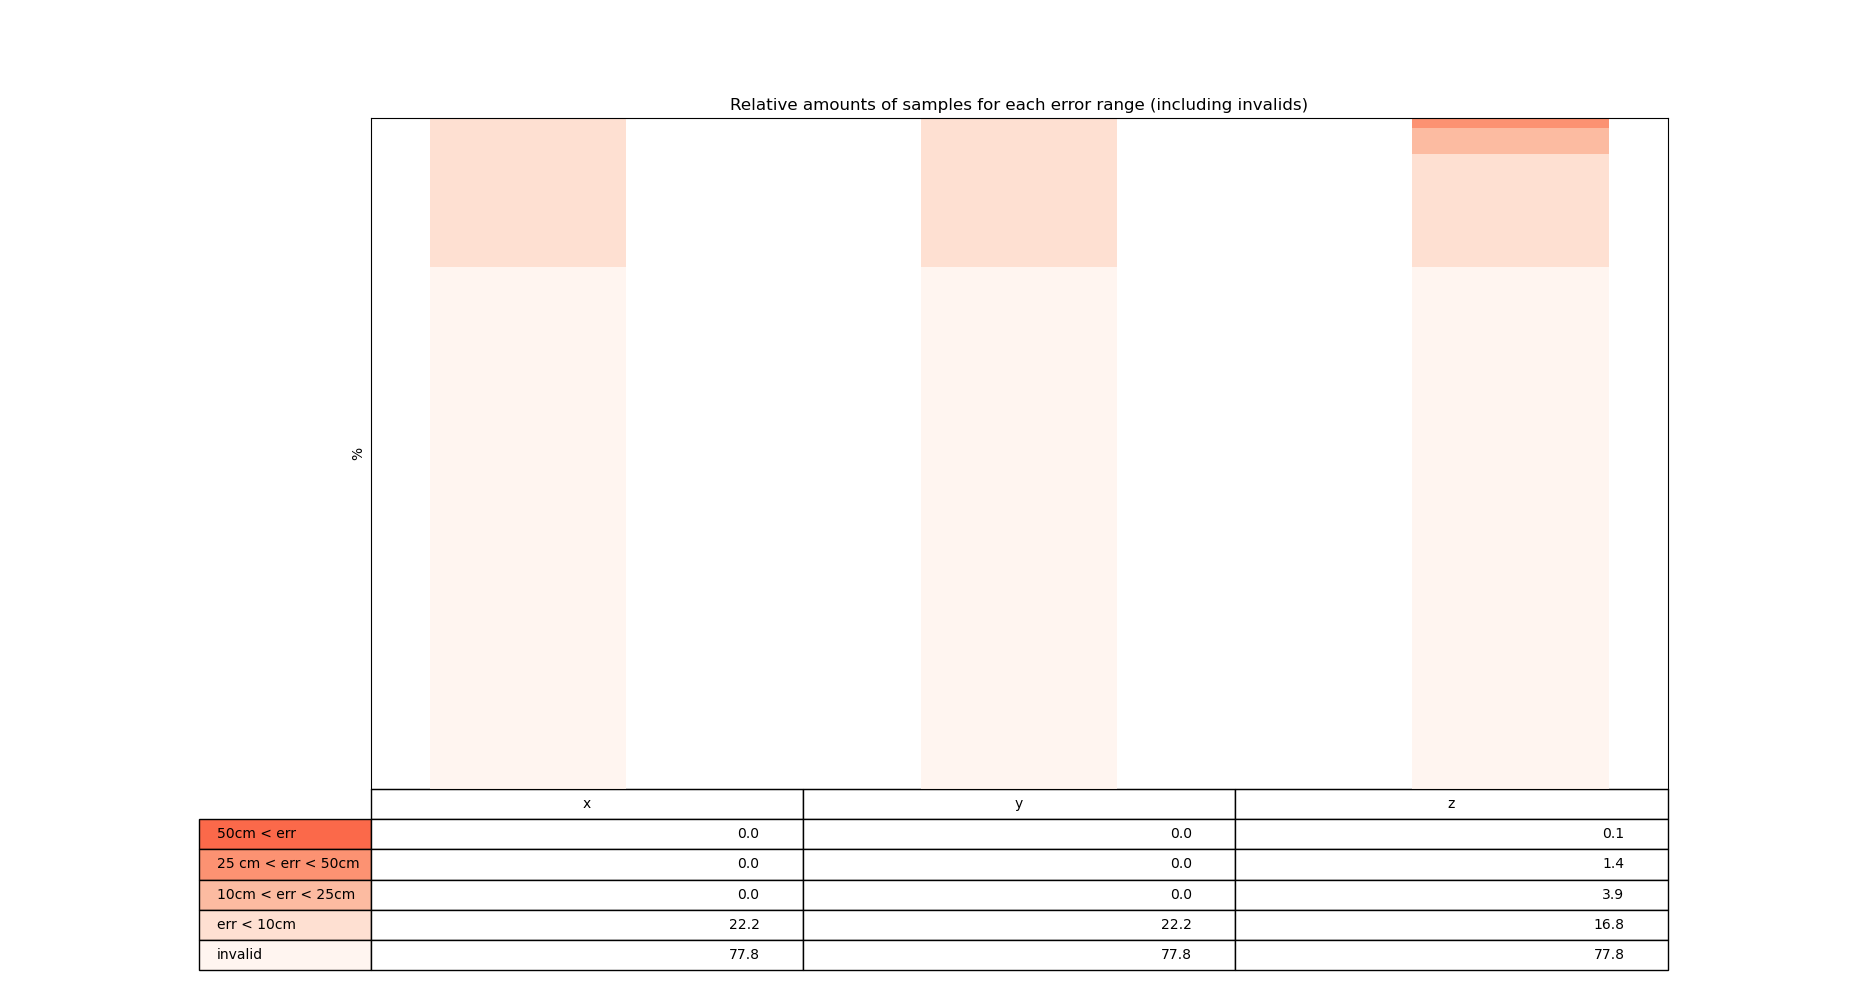 Relative amounts of samples for each error range (including invalids)
%
x y z
50cm < err 0.0 0.0 0.1
25 cm < err < 50cm 0.0 0.0 1.4
10cm < err < 25cm 0.0 0.0 3.9
err < 10cm 22.2 22.2 16.8
invalid 77.8 77.8 77.8